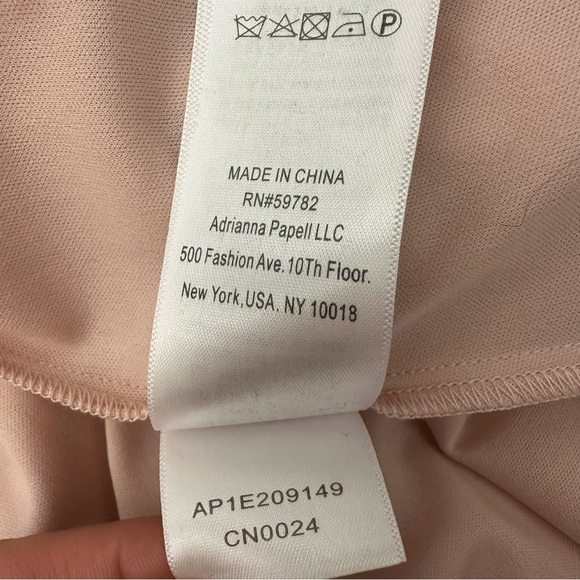 P
MADE IN CHINA
RN#59782
Adrianna Papell LLC
500 Fashion Ave. 10Th Floor.
New York,USA. NY 10018
AP1E209149
CN0024